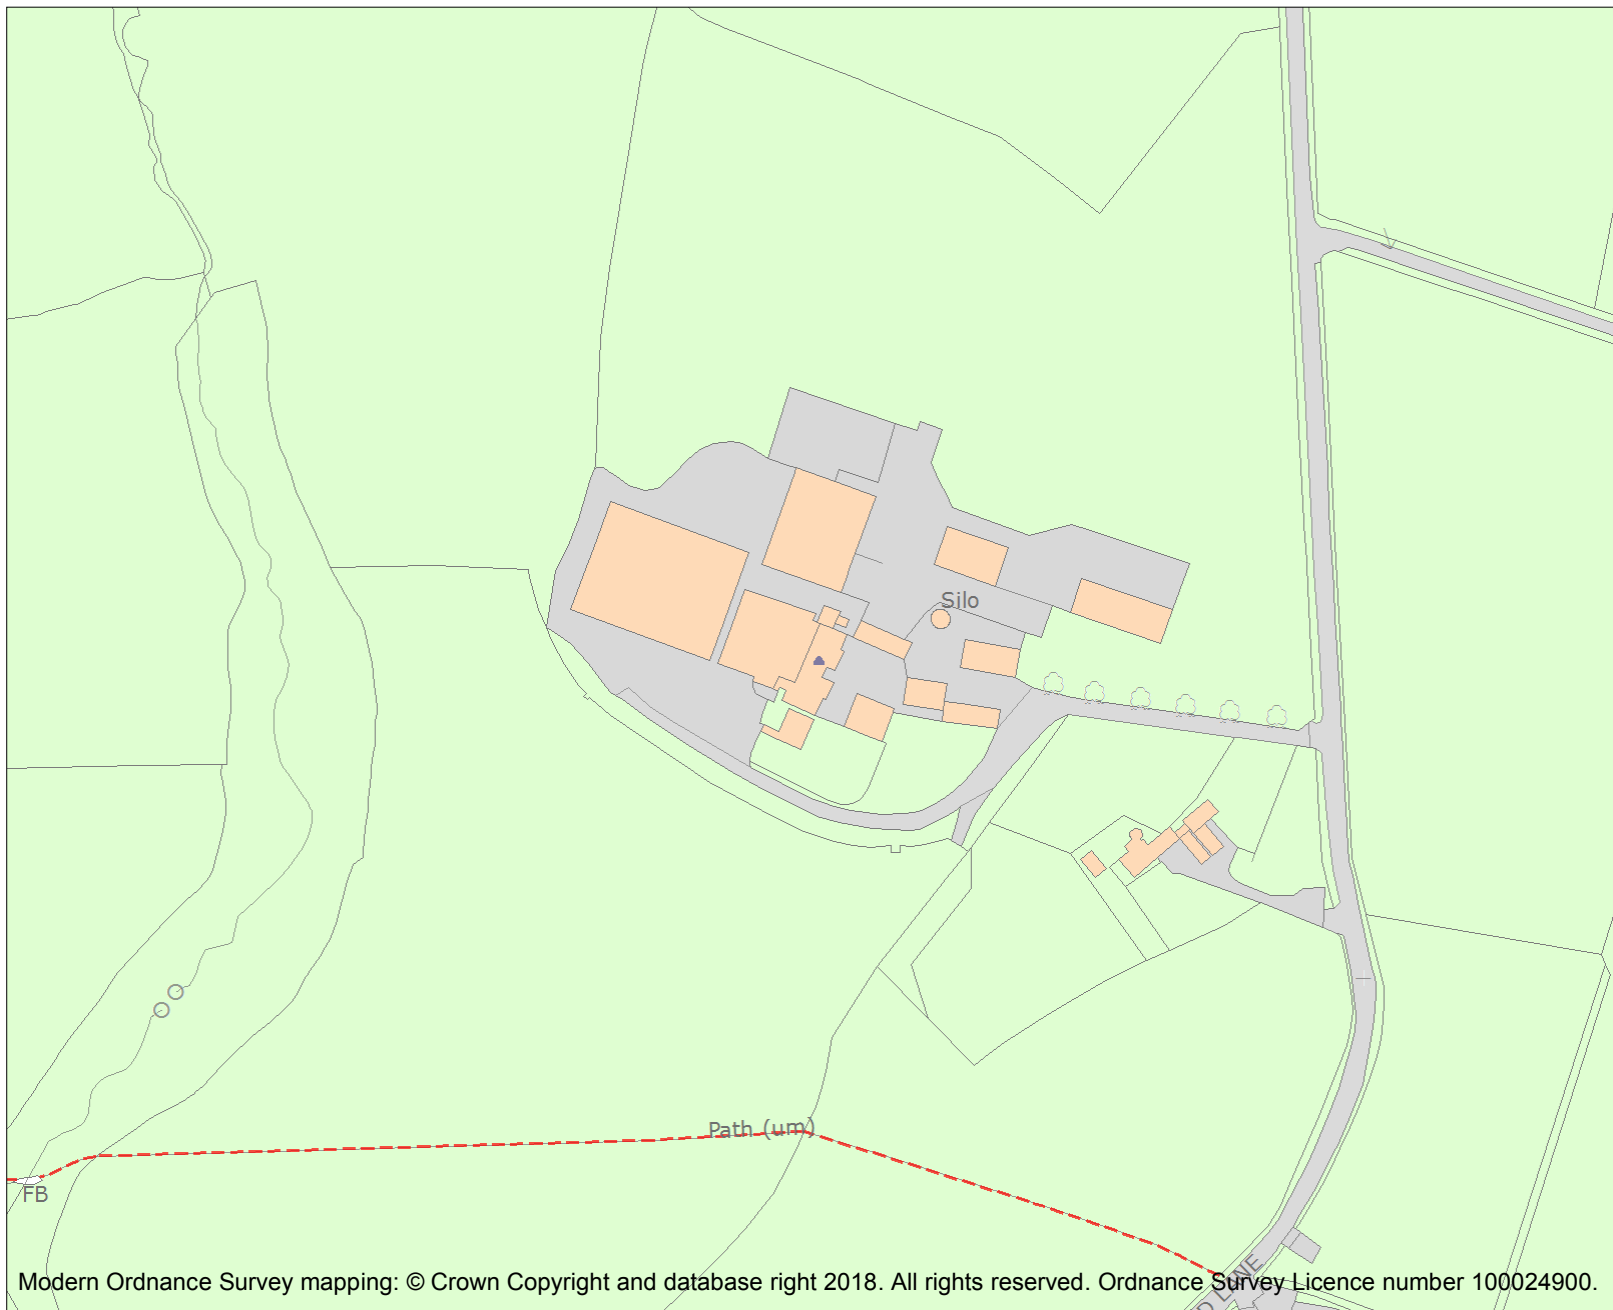 Silo
Path (um)
FB
LANE
Modern Ordnance Survey mapping: © Crown Copyright and database right 2018. All rights reserved. Ordnance Survey Licence number 100024900.